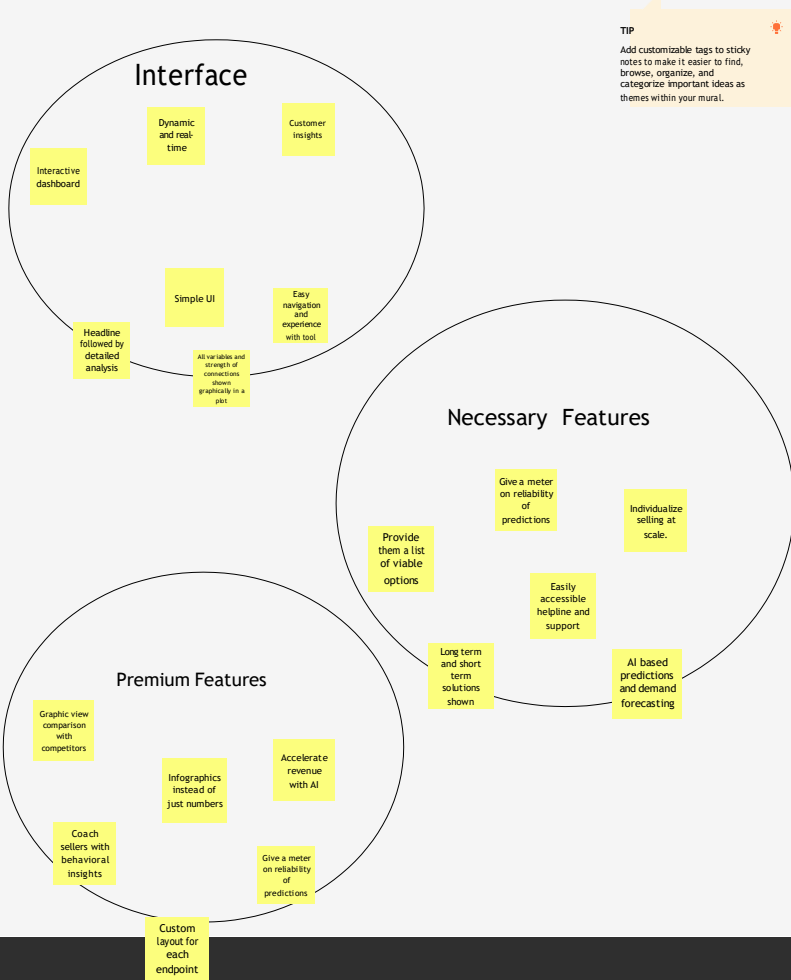 TIP
Add customizable tags to sticky
notes to make it easier to find,
browse, organize, and
categorize important ideas as
themes within your mural.
Interface
Dynamic
and real-
time
Customer
insights
Interactive
dashboard
Simple UI
Easy
navigation
and
experience
with tool
Headline
followed by
detailed
analysis
All variables and
strength of
connections
shown
graphically in a
plot
Necessary Features
Give a meter
on reliability
of
predictions
Individualize
selling at
scale.
Provide
them a list
of viable
options
Easily
accessible
helpline and
support
Long term
and short
term
solutions
shown
AI based
predictions
and demand
forecasting
Premium Features
Graphic view
comparison
with
competitors
Infographics
instead of
just numbers
Accelerate
revenue
with AI
Coach
sellers with
behavioral
insights
Give a meter
on reliability
of
predictions
Custom
layout for
each
endpoint